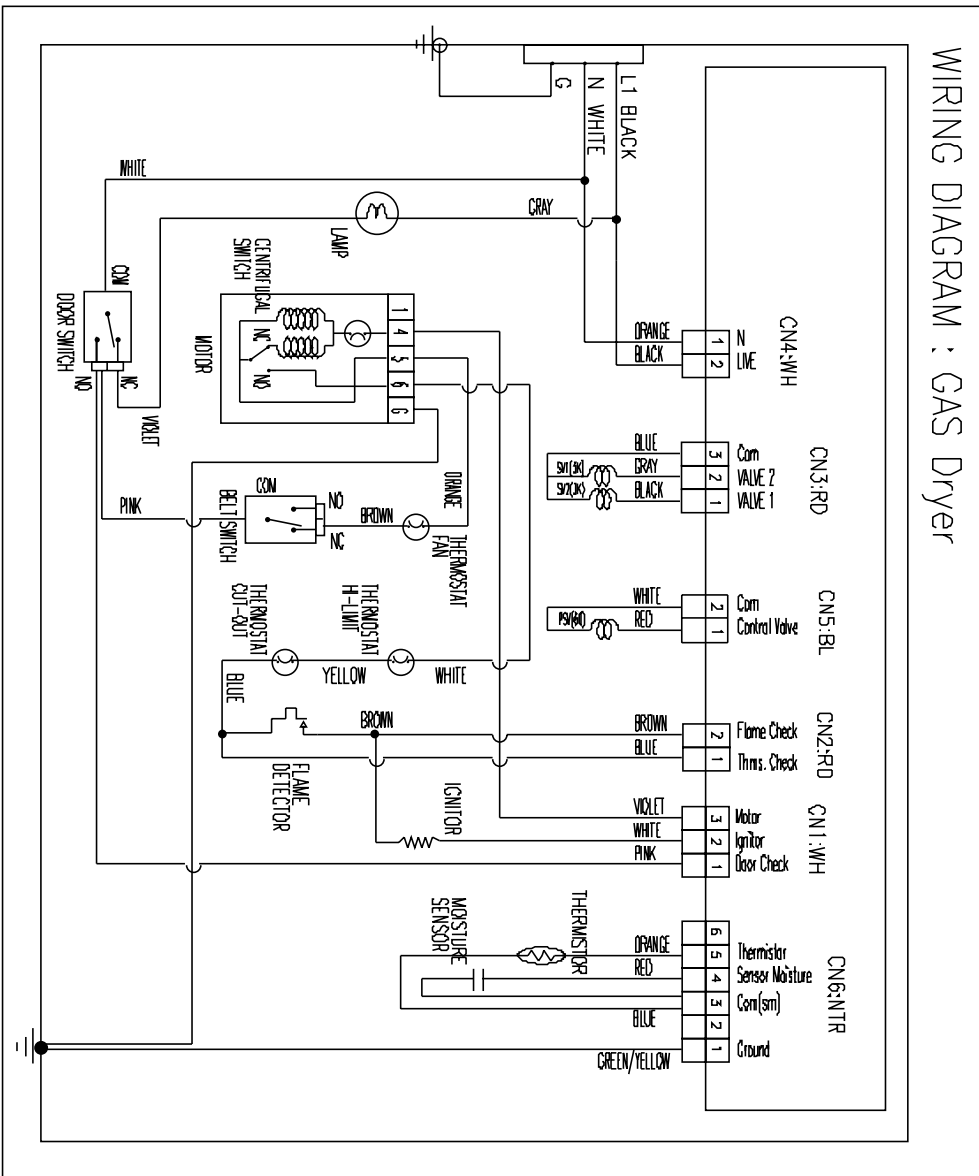 WIRING DIAGRAM : GAS Dryer
L1 BLACK
N WHITE
G
WHITE
GRAY
LAMP
COM
DOOR SWITCH
NO
NC
VIOLET
PINK
CENTRIFUGAL
SWITCH
NC
NO
MOTOR
1
4
5
6
G
ORANGE
COM
NO
NC
BELT SWITCH
BROWN
THERMOSTAT
FAN
THERMOSTAT
HI-LIMIT
THERMOSTAT
CUT-OUT
BLUE
YELLOW
WHITE
BROWN
FLAME
DETECTOR
IGNITOR
CN4:WH
ORANGE 1 N
BLACK 2 LIVE
CN3:RD
BLUE 3 Com
GRAY 2 VALVE 2
BLACK 1 VALVE 1
CN5:BL
WHITE 2 Com
RED 1 Control Valve
CN2:RD
BROWN 2 Flame Check
BLUE 1 Thms. Check
CN1:WH
VIOLET 3 Motor
WHITE 2 Ignitor
PINK 1 Door Check
CN6:NTR
6
ORANGE 5 Thermistor
RED 4 Sensor Moisture
3 Com(sm)
BLUE 2
GREEN/YELLOW 1 Ground
THERMISTOR
MOISTURE
SENSOR